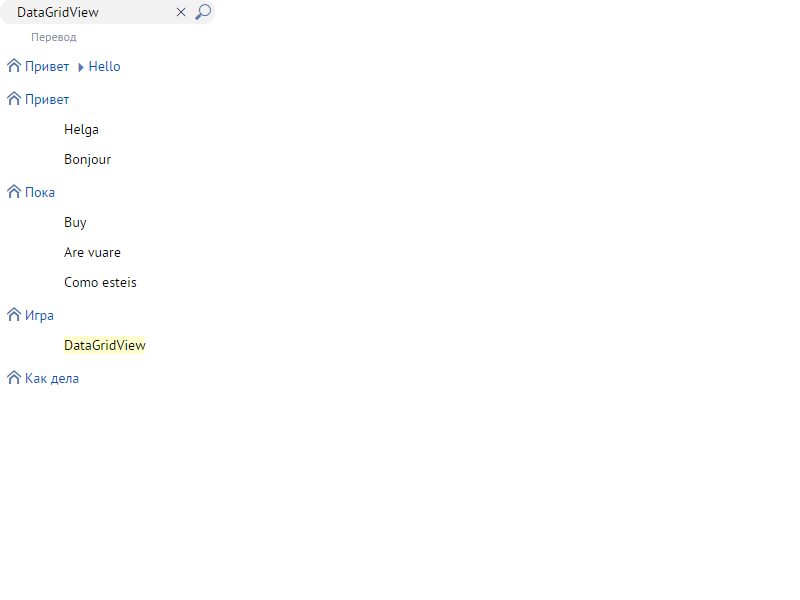 DataGridView
Перевод
Привет Hello
Привет
Helga
Bonjour
Пока
Buy
Are vuare
Como esteis
Игра
DataGridView
Как дела